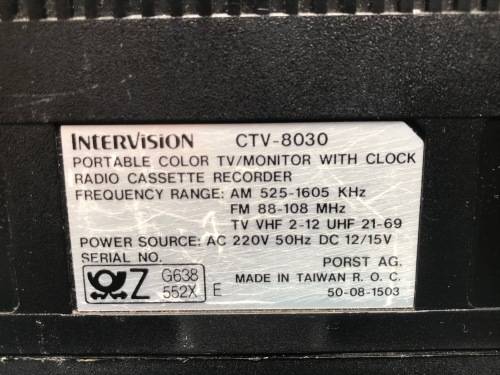 INTERVISION CTV-8030
PORTABLE COLOR TV/MONITOR WITH CLOCK
RADIO CASSETTE RECORDER
FREQUENCY RANGE: AM 525-1605 KHz
FM 88-108 MHz
TV VHF 2-12 UHF 21-69
POWER SOURCE: AC 220V 50Hz DC 12/15V
SERIAL NO. PORST AG.
Z G638 552X E MADE IN TAIWAN R. O. C.
50-08-1503